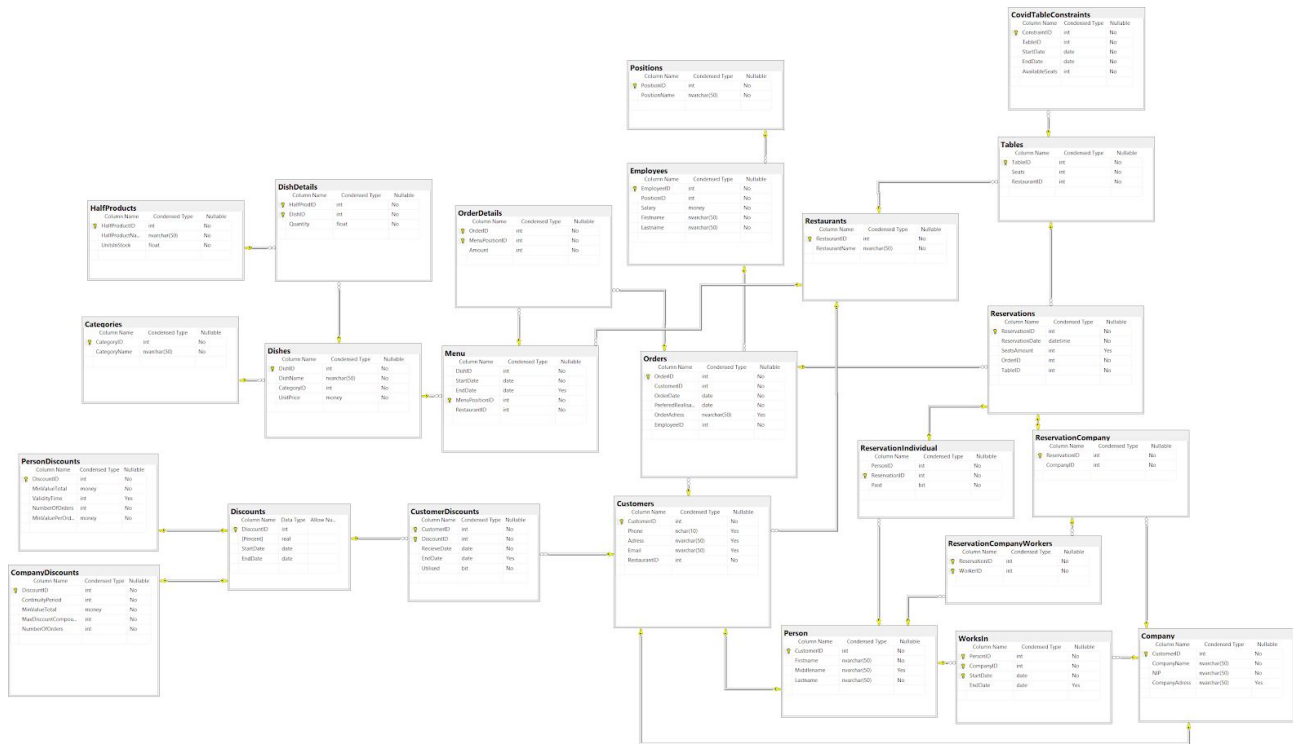 CovidTableConstraints
Column Name Condensed Type Nullable
ConstraintID int No
TableID int No
StartDate date No
EndDate date No
AvailableSeats int No
Positions
Column Name Condensed Type Nullable
PositionID int No
PositionName nvarchar(50) No
Tables
Column Name Condensed Type Nullable
TableID int No
Seats int No
RestaurantID int No
Employees
Column Name Condensed Type Nullable
EmployeeID int No
PositionID int No
Salary money No
Firstname nvarchar(50) No
Lastname nvarchar(50) No
DishDetails
Column Name Condensed Type Nullable
HalfProdID int No
DishID int No
Quantity float No
HalfProducts
Column Name Condensed Type Nullable
HalfProductID int No
HalfProductNa... nvarchar(50) No
UnitsInStock float No
OrderDetails
Column Name Condensed Type Nullable
OrderID int No
MenuPositionID int No
Amount int No
Restaurants
Column Name Condensed Type Nullable
RestaurantID int No
RestaurantName nvarchar(50) No
Categories
Column Name Condensed Type Nullable
CategoryID int No
CategoryName nvarchar(50) No
Dishes
Column Name Condensed Type Nullable
DishID int No
DishName nvarchar(50) No
CategoryID int No
UnitPrice money No
Menu
Column Name Condensed Type Nullable
DishID int No
StartDate date No
EndDate date Yes
MenuPositionID int No
RestaurantID int No
Orders
Column Name Condensed Type Nullable
OrderID int No
CustomerID int No
OrderDate date No
PreferedRealisa... date No
OrderAdress nvarchar(50) Yes
EmployeeID int No
Reservations
Column Name Condensed Type Nullable
ReservationID int No
ReservationDate datetime No
SeatsAmount int Yes
OrderID int No
TableID int No
ReservationIndividual
Column Name Condensed Type Nullable
PersonID int No
ReservationID int No
Paid bit No
ReservationCompany
Column Name Condensed Type Nullable
ReservationID int No
CompanyID int No
PersonDiscounts
Column Name Condensed Type Nullable
DiscountID int No
MinValueTotal money No
ValidityTime int Yes
NumberOfOrders int No
MinValuePerOrd... money No
Discounts
Column Name Data Type Allow Nu...
DiscountID int
[Percent] real
StartDate date
EndDate date
CustomerDiscounts
Column Name Condensed Type Nullable
CustomerID int No
DiscountID int No
RecieveDate date No
EndDate date Yes
Utilised bit No
Customers
Column Name Condensed Type Nullable
CustomerID int No
Phone nchar(10) Yes
Adress nvarchar(50) Yes
Email nvarchar(50) Yes
RestaurantID int No
ReservationCompanyWorkers
Column Name Condensed Type Nullable
ReservationID int No
WorkerID int No
CompanyDiscounts
Column Name Condensed Type Nullable
DiscountID int No
ContinuityPeriod int No
MinValueTotal money No
MaxDiscountCompou... int No
NumberOfOrders int No
Person
Column Name Condensed Type Nullable
CustomerID int No
Firstname nvarchar(50) No
Middlename nvarchar(50) Yes
Lastname nvarchar(50) No
WorksIn
Column Name Condensed Type Nullable
PersonID int No
CompanyID int No
StartDate date No
EndDate date Yes
Company
Column Name Condensed Type Nullable
CustomerID int No
CompanyName nvarchar(50) No
NIP nvarchar(50) No
CompanyAdress nvarchar(50) Yes